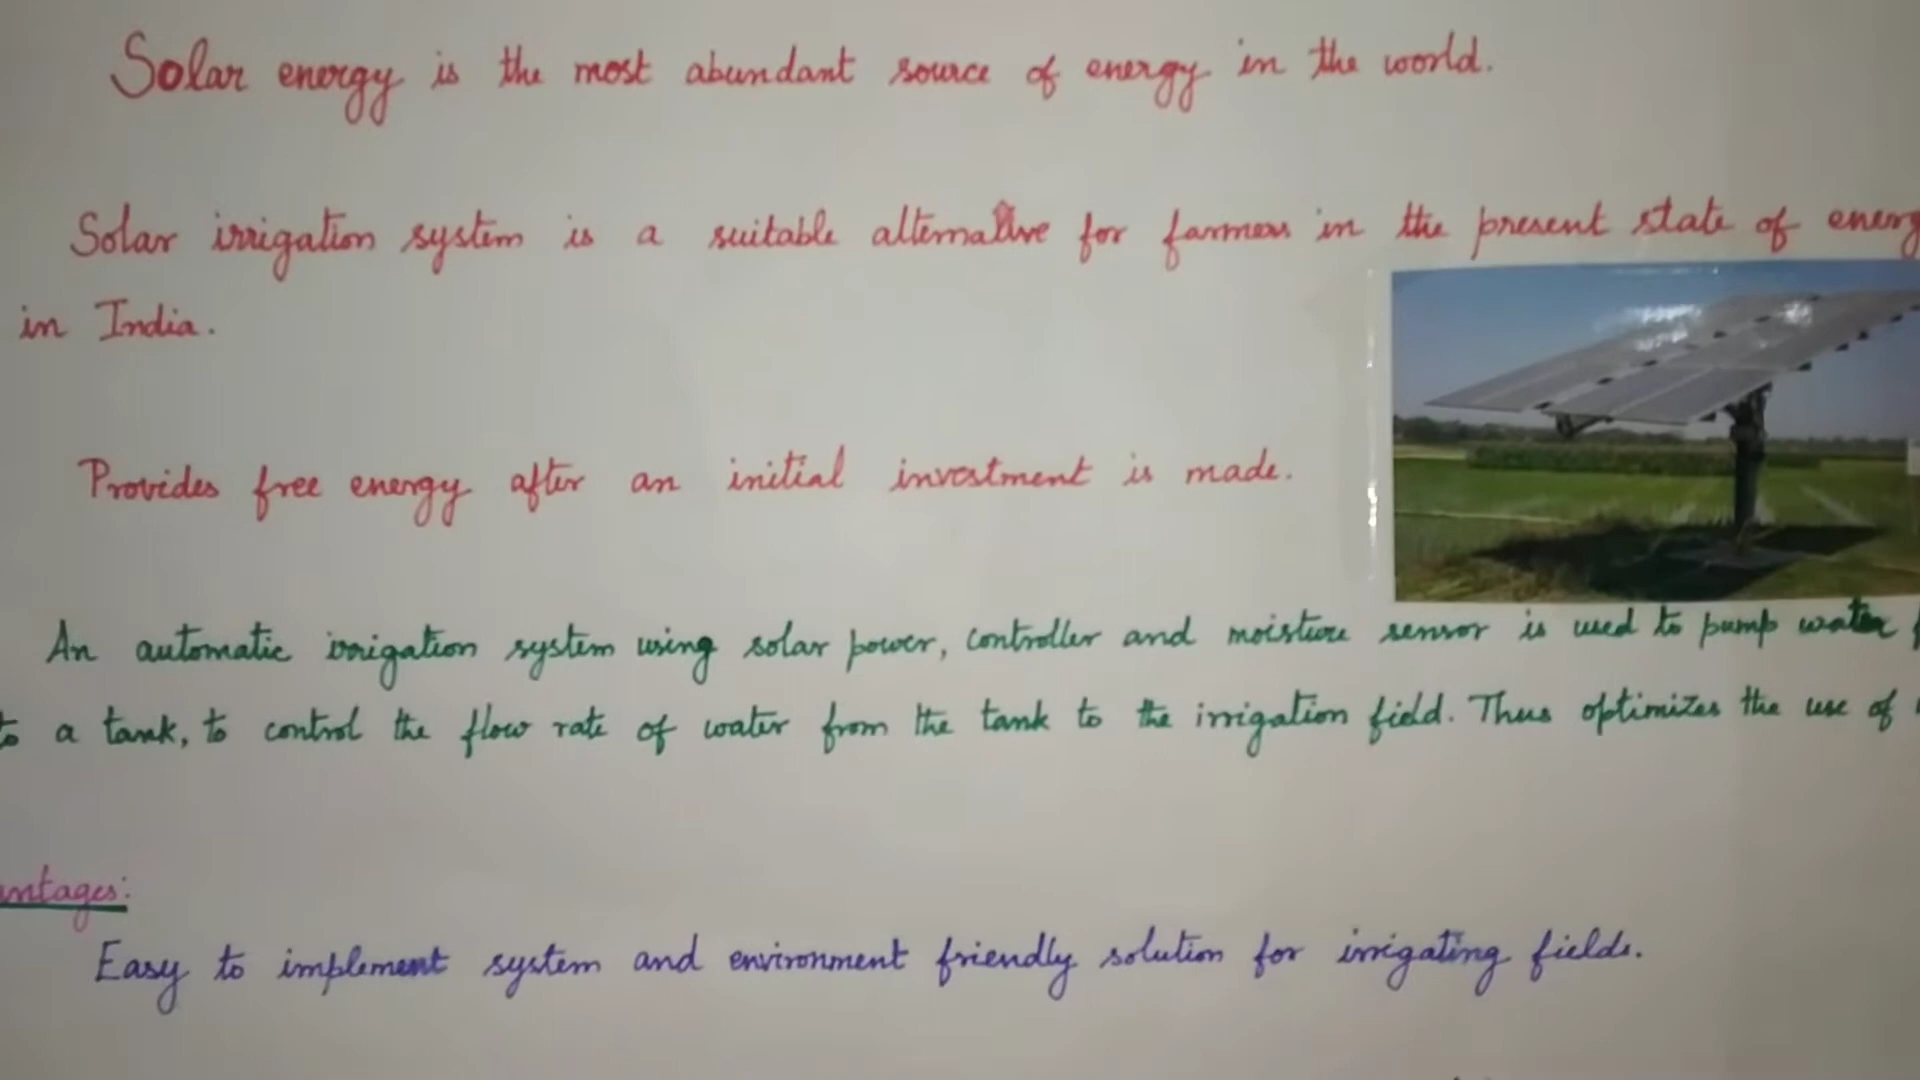 Solar energy is the most abundant source of energy in the world.
Solar irrigation system is a suitable alternative for farmers in the present state of energ
in India.
Provides free energy after an initial investment is made.
An automatic irrigation system using solar power, controller and moisture sensor is used to pump water
to a tank, to control the flow rate of water from the tank to the irrigation field. Thus optimizes the use of
antages:
Easy to implement system and environment friendly solution for irrigating fields.